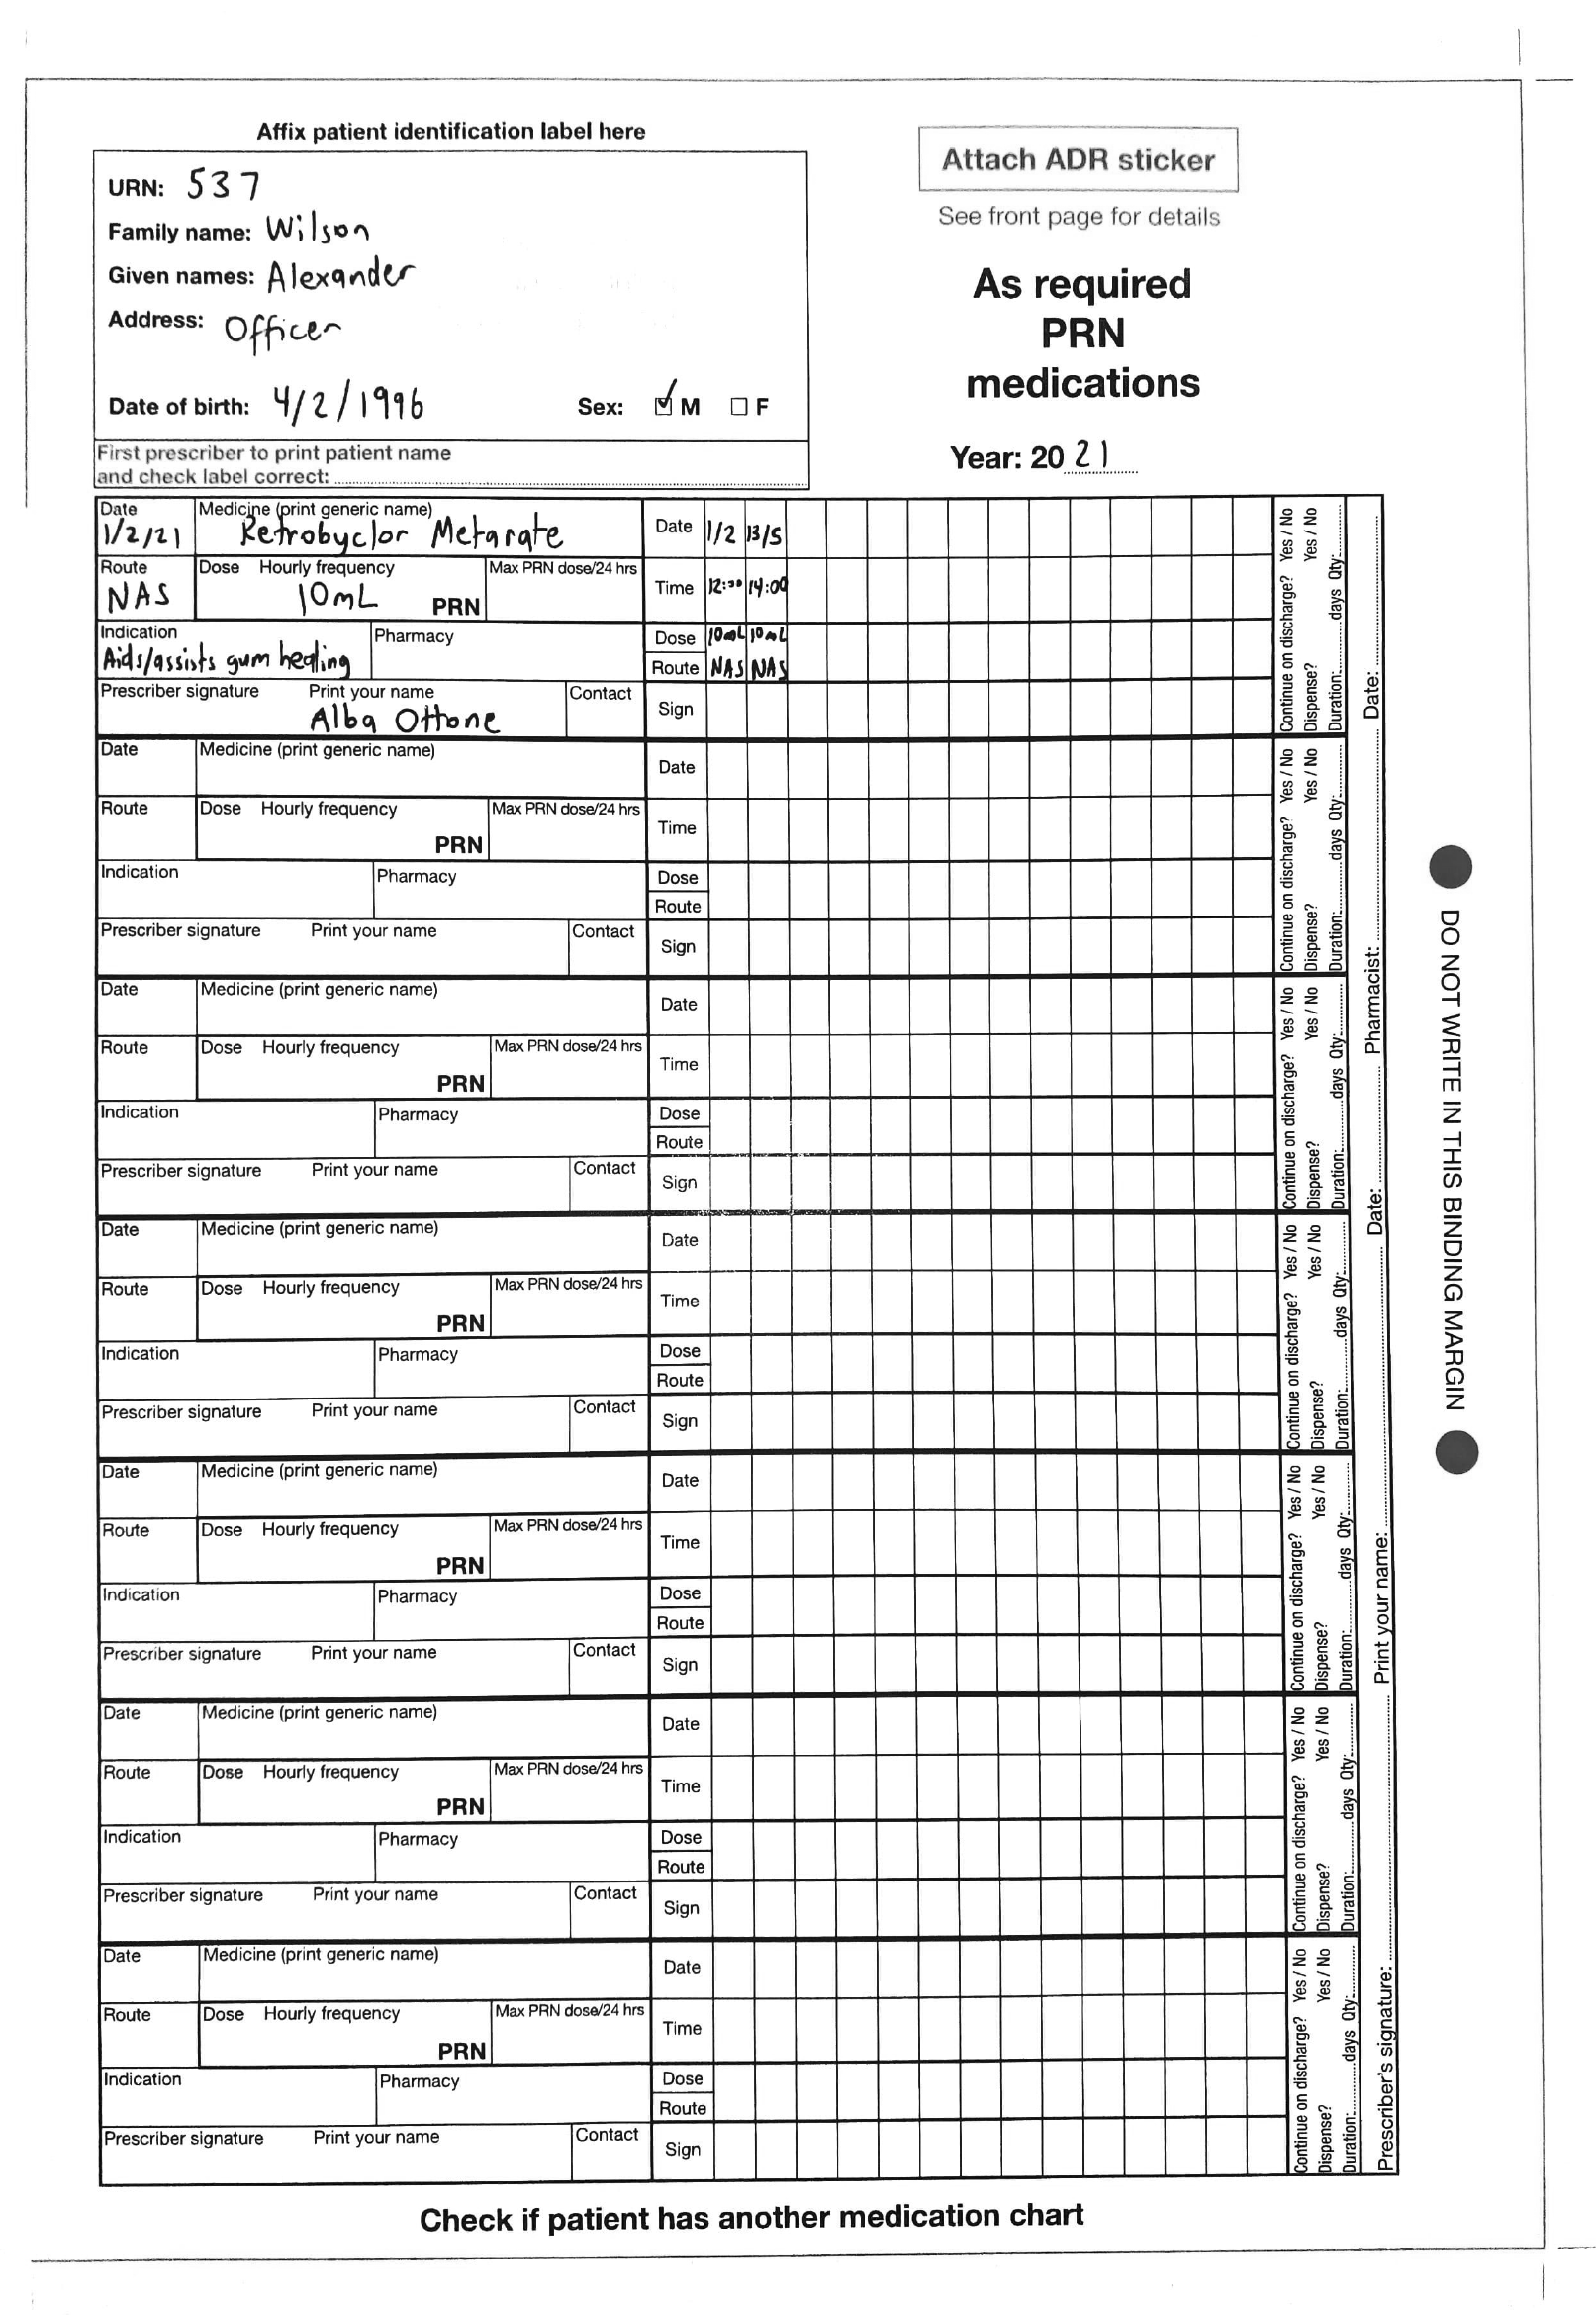 Affix patient identification label here
URN: 537
Family name: Wilson
Given names: Alexander
Address: Officer
Date of birth: 4/2/1996 Sex: M F
First prescriber to print patient name
and check label correct:
Attach ADR sticker
See front page for details
As required
PRN
medications
Year: 20 21
Date Medicine (print generic name)
1/2/21 Retrobyclor Metarate
Route Dose Hourly frequency Max PRN dose/24 hrs
NAS 10mL PRN
Indication Pharmacy
Aids/assists gum healing
Prescriber signature Print your name Contact
Alba Ottone
Date 1/2 13/5
Time 12:30 14:00
Dose 10mL 10mL
Route NAS NAS
Sign
Continue on discharge? Yes / No
Dispense? Yes / No
Duration: days Qty:
Date Medicine (print generic name)
Route Dose Hourly frequency Max PRN dose/24 hrs
PRN
Indication Pharmacy
Prescriber signature Print your name Contact
Date
Time
Dose
Route
Sign
Continue on discharge? Yes / No
Dispense? Yes / No
Duration: days Qty:
Date Medicine (print generic name)
Route Dose Hourly frequency Max PRN dose/24 hrs
PRN
Indication Pharmacy
Prescriber signature Print your name Contact
Date
Time
Dose
Route
Sign
Continue on discharge? Yes / No
Dispense? Yes / No
Duration: days Qty:
Date Medicine (print generic name)
Route Dose Hourly frequency Max PRN dose/24 hrs
PRN
Indication Pharmacy
Prescriber signature Print your name Contact
Date
Time
Dose
Route
Sign
Continue on discharge? Yes / No
Dispense? Yes / No
Duration: days Qty:
Date Medicine (print generic name)
Route Dose Hourly frequency Max PRN dose/24 hrs
PRN
Indication Pharmacy
Prescriber signature Print your name Contact
Date
Time
Dose
Route
Sign
Continue on discharge? Yes / No
Dispense? Yes / No
Duration: days Qty:
Date Medicine (print generic name)
Route Dose Hourly frequency Max PRN dose/24 hrs
PRN
Indication Pharmacy
Prescriber signature Print your name Contact
Date
Time
Dose
Route
Sign
Continue on discharge? Yes / No
Dispense? Yes / No
Duration: days Qty:
Date Medicine (print generic name)
Route Dose Hourly frequency Max PRN dose/24 hrs
PRN
Indication Pharmacy
Prescriber signature Print your name Contact
Date
Time
Dose
Route
Sign
Continue on discharge? Yes / No
Dispense? Yes / No
Duration: days Qty:
Prescriber's signature: Print your name: Date: Pharmacist: Date:
DO NOT WRITE IN THIS BINDING MARGIN
Check if patient has another medication chart